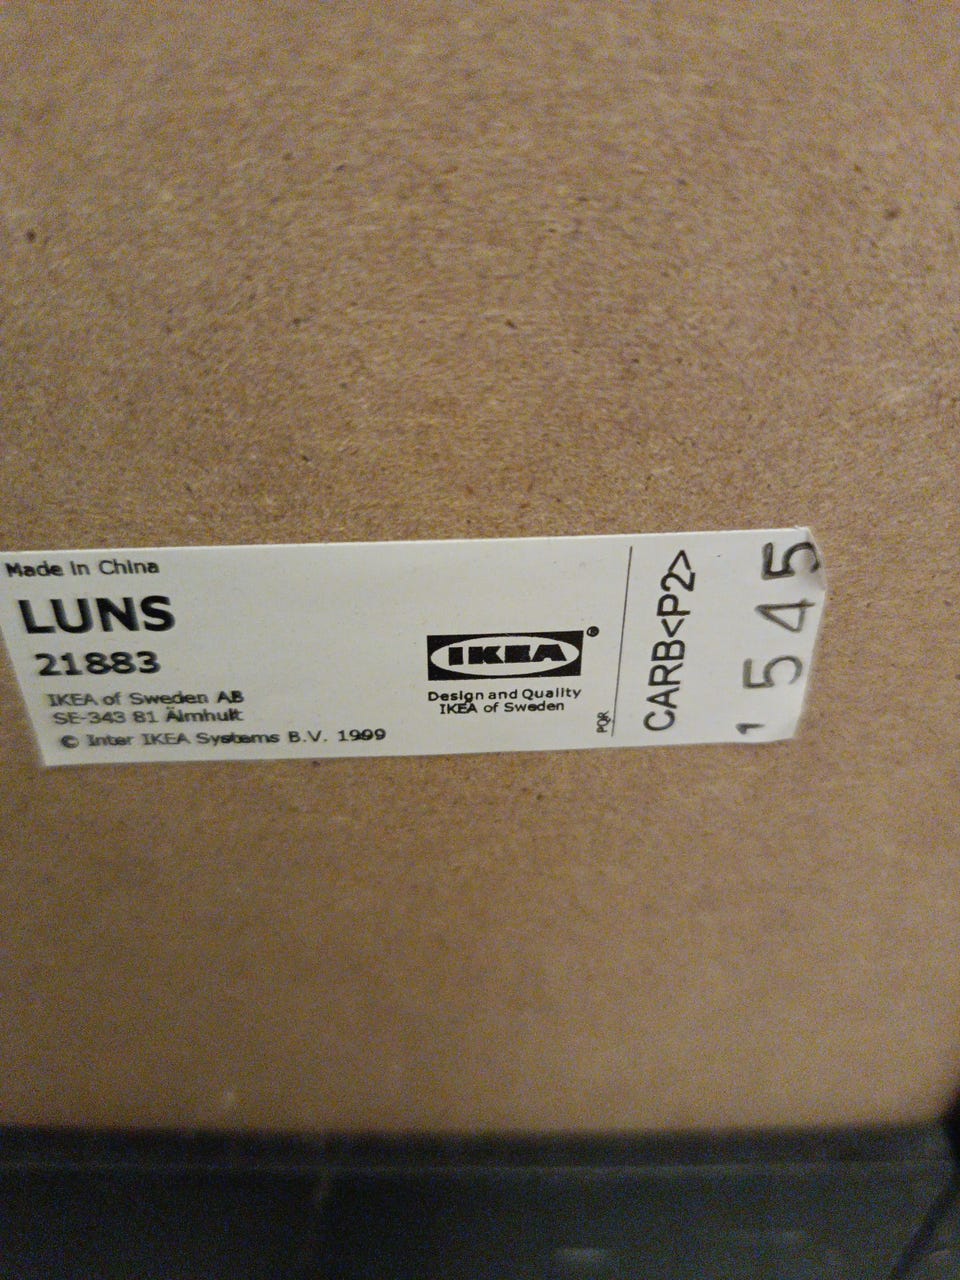 Made in China
LUNS
21883
IKEA of Sweden AB
SE-343 81 Älmhult
© Inter IKEA Systems B.V. 1999
IKEA®
Design and Quality
IKEA of Sweden
PQR
CARB<P2>
1545